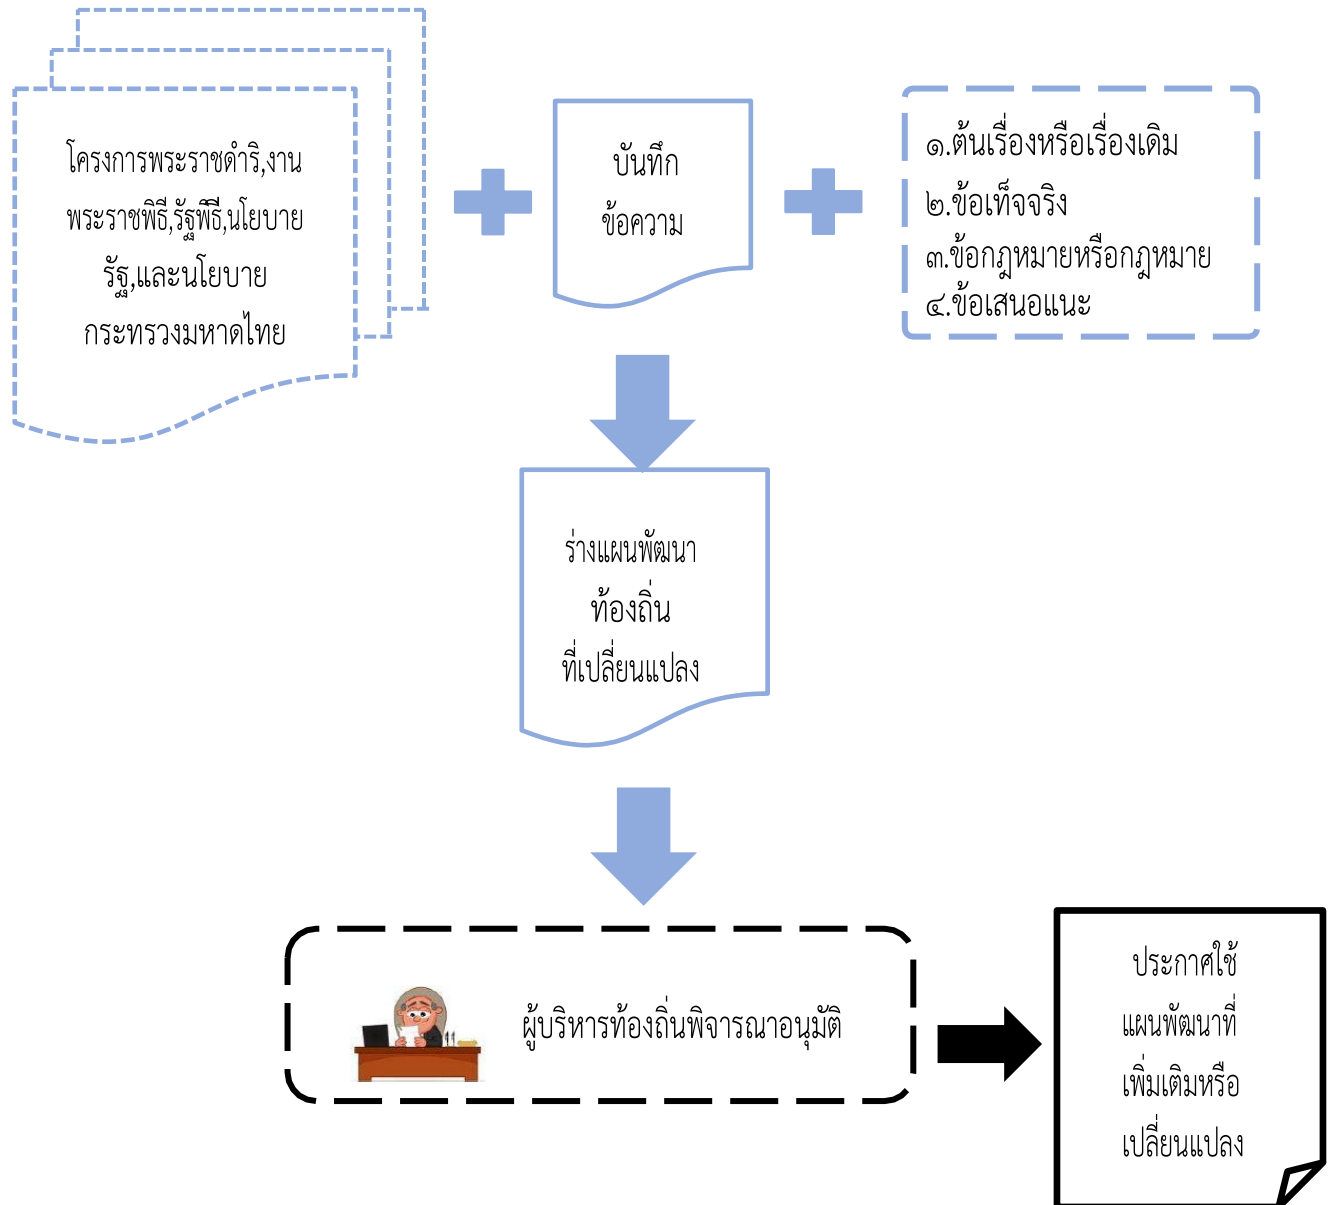 โครงการพระราชดำริ,งาน
พระราชพิธี,รัฐพิธี,นโยบาย
รัฐ,และนโยบาย
กระทรวงมหาดไทย
บันทึก
ข้อความ
๑.ต้นเรื่องหรือเรื่องเดิม
๒.ข้อเท็จจริง
๓.ข้อกฎหมายหรือกฎหมาย
๔.ข้อเสนอแนะ
ร่างแผนพัฒนา
ท้องถิ่น
ที่เปลี่ยนแปลง
ผู้บริหารท้องถิ่นพิจารณาอนุมัติ
ประกาศใช้
แผนพัฒนาที่
เพิ่มเติมหรือ
เปลี่ยนแปลง